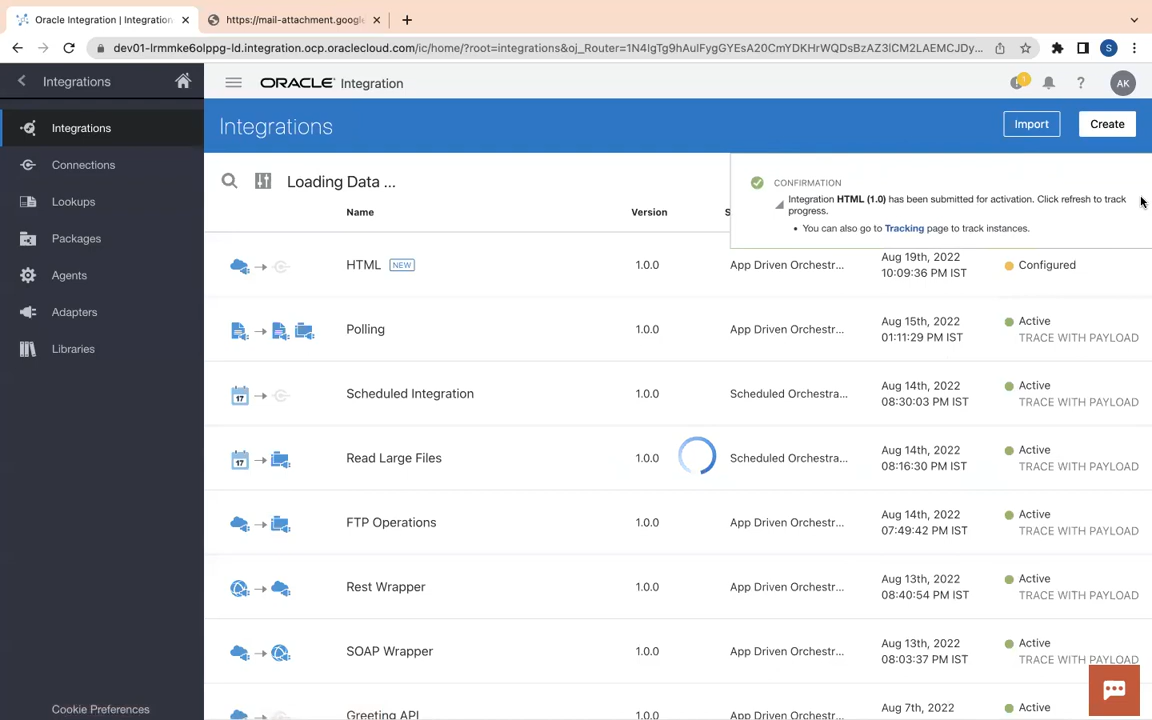 Oracle Integration | Integration
https://mail-attachment.google
dev01-lrmmke6olppg-ld.integration.ocp.oraclecloud.com/ic/home/?root=integrations&oj_Router=1N4IgTg9hAuIFygGYEsA20CmYDKHrWQDsBzAZ3lCM2LAEMCJDy...
S
Integrations
ORACLE Integration
1
?
AK
Integrations
Connections
Lookups
Packages
Agents
Adapters
Libraries
Cookie Preferences
Integrations
Import
Create
Loading Data ...
CONFIRMATION
Integration HTML (1.0) has been submitted for activation. Click refresh to track
progress.
• You can also go to Tracking page to track instances.
Name Version S
HTML NEW 1.0.0 App Driven Orchestr... Aug 19th, 2022 Configured
10:09:36 PM IST
Polling 1.0.0 App Driven Orchestr... Aug 15th, 2022 Active
01:11:29 PM IST TRACE WITH PAYLOAD
17 Scheduled Integration 1.0.0 Scheduled Orchestra... Aug 14th, 2022 Active
08:30:03 PM IST TRACE WITH PAYLOAD
17 Read Large Files 1.0.0 Scheduled Orchestra... Aug 14th, 2022 Active
08:16:30 PM IST TRACE WITH PAYLOAD
FTP Operations 1.0.0 App Driven Orchestr... Aug 14th, 2022 Active
07:49:42 PM IST TRACE WITH PAYLOAD
Rest Wrapper 1.0.0 App Driven Orchestr... Aug 13th, 2022 Active
08:40:54 PM IST TRACE WITH PAYLOAD
SOAP Wrapper 1.0.0 App Driven Orchestr... Aug 13th, 2022 Active
08:03:37 PM IST TRACE WITH PAYLOAD
Greeting API 1.0.0 App Driven Orchestr... Aug 7th, 2022 Active